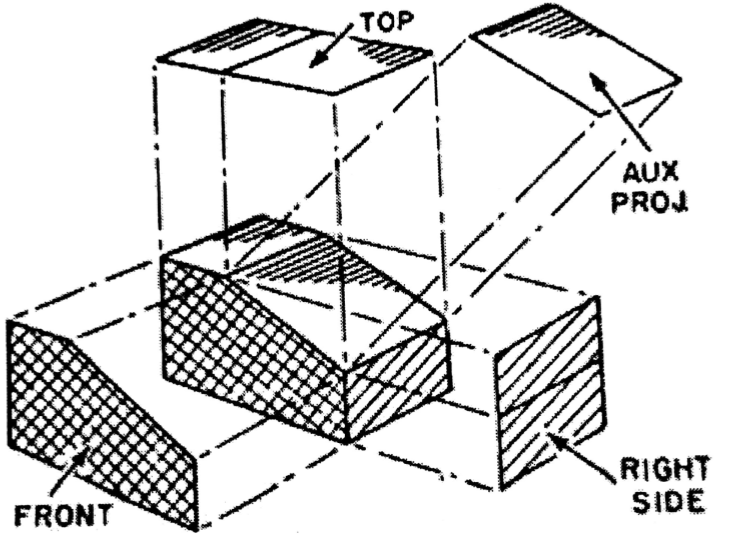 TOP
AUX
PROJ.
FRONT
RIGHT
SIDE